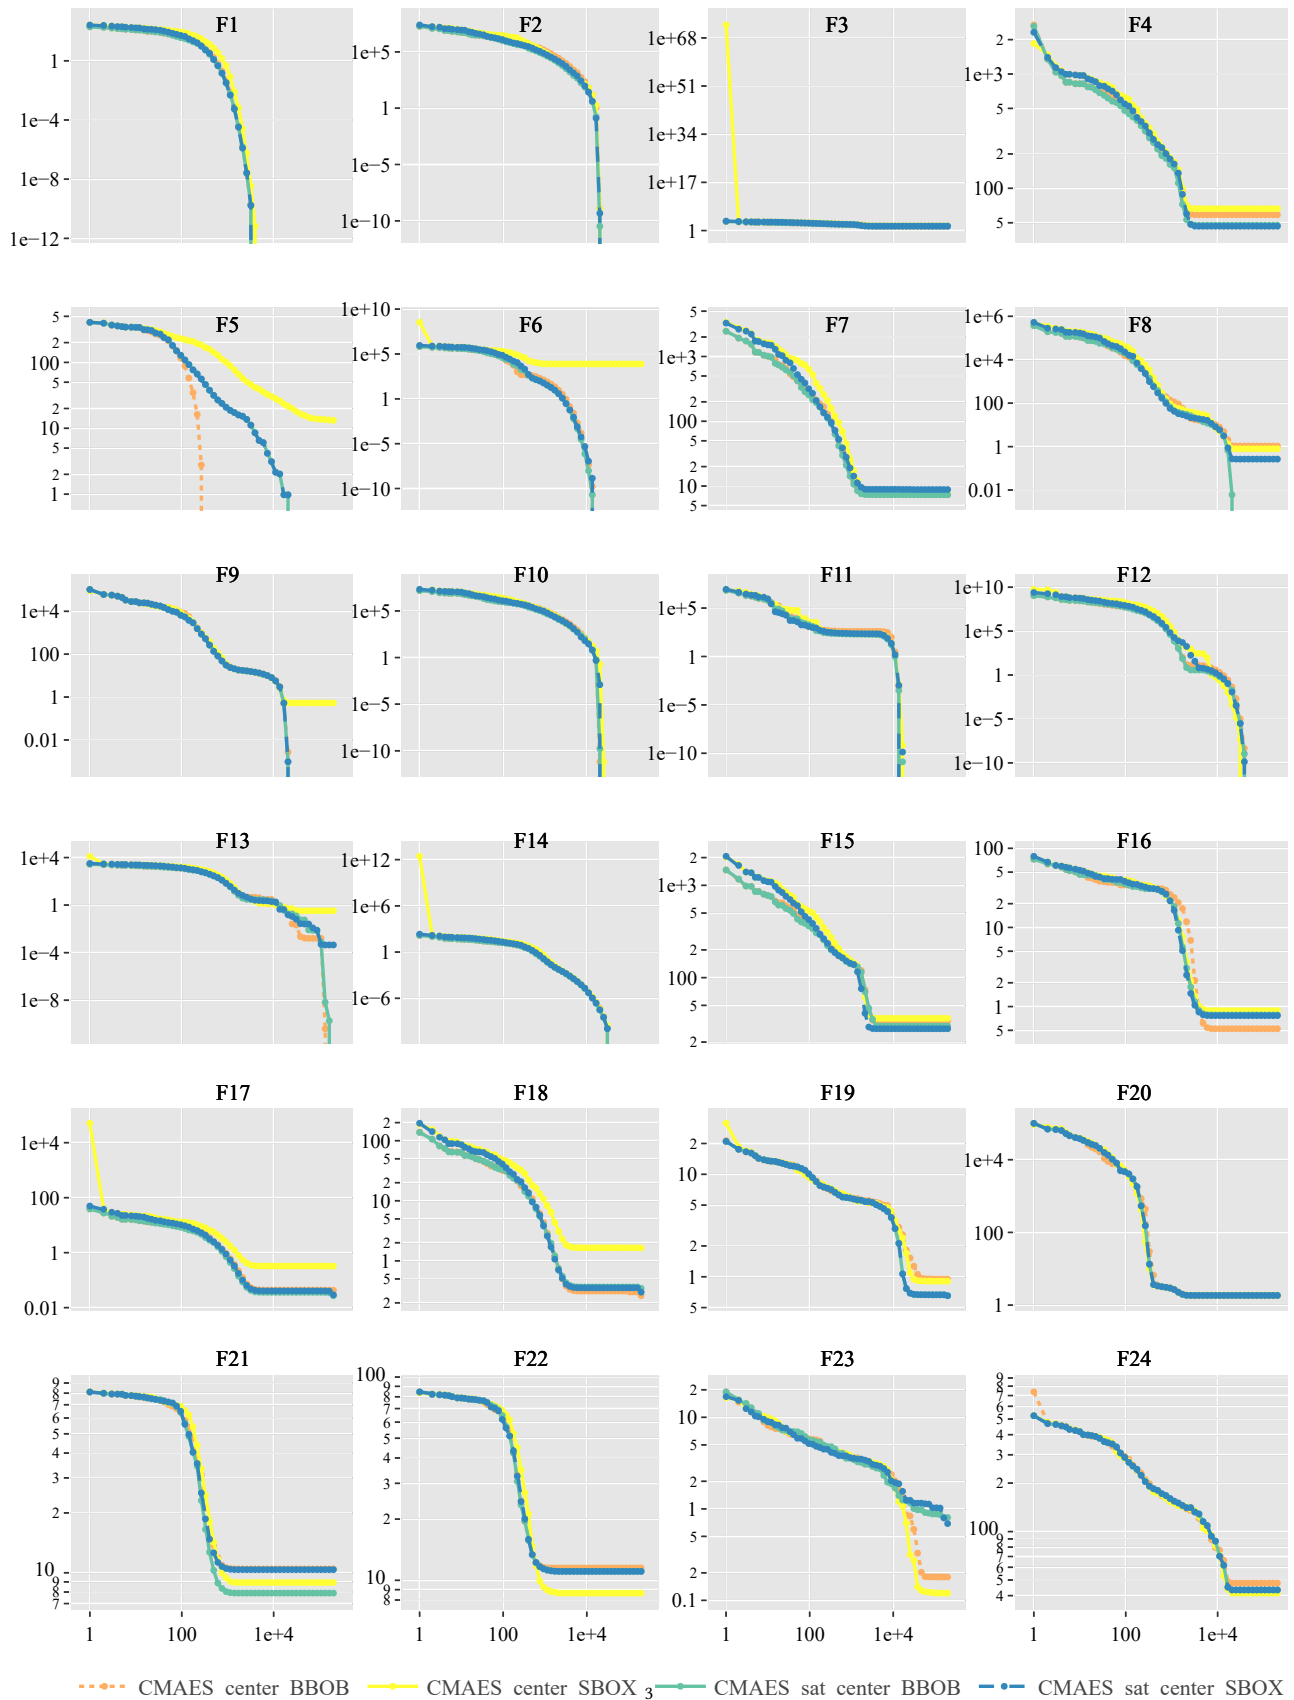 F1 F2 F3 F4
1 1e+5 1e+68 2
1e−4 1 1e+51 1e+3
1e−8 1e−5 1e+34 5
1e−12 1e−10 1e+17 2
1 100
5
F5 F6 F7 F8
5 1e+10 5 1e+6
2 1e+5 2 1e+4
100 1 1e+3 100
5 1e−5 5 1
2 1e−10 2 0.01
10 100
5 5
2 2
1 10
5
F9 F10 F11 F12
1e+4 1e+5 1e+5 1e+10
100 1 1 1e+5
1 1e−5 1e−5 1
0.01 1e−10 1e−10 1e−5
1e−10
F13 F14 F15 F16
1e+4 1e+12 2 100
1 1e+6 1e+3 5
1e−4 1 5 2
1e−8 1e−6 2 10
100 5
5 2
2 1
5
F17 F18 F19 F20
1e+4 2 2 1e+4
100 100 10 100
1 5 5 1
0.01 2 2
10 1
5 5
2
1
5
2
F21 F22 F23 F24
9 100 2 9
8 9 10 8
7 8 5 7
6 7 2 6
5 6 1 5
4 5 5 4
3 4 2 3
2 3 0.1 2
10 2 100
9 10 9
8 9 8
7 8 7
6
5
4
1 100 1e+4 1 100 1e+4 1 100 1e+4 1 100 1e+4
CMAES center BBOB CMAES center SBOX 3 CMAES sat center BBOB CMAES sat center SBOX